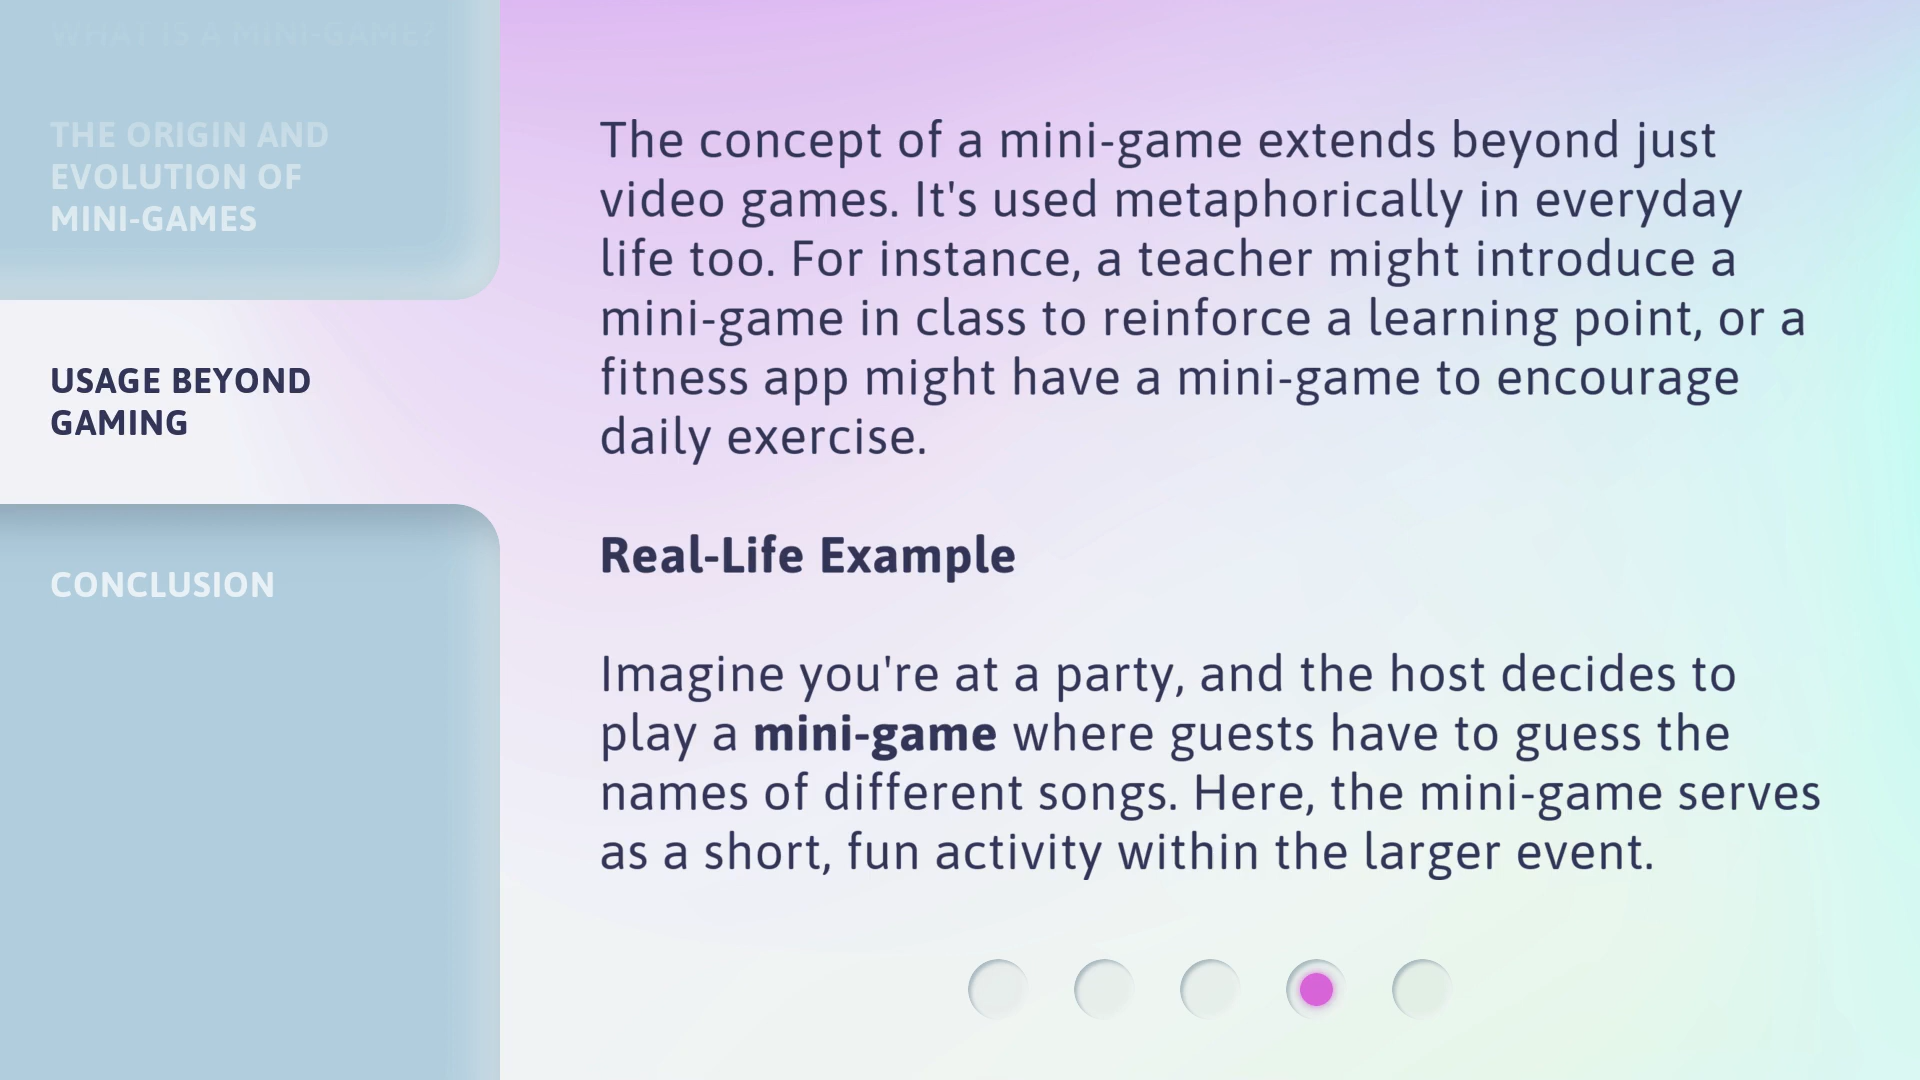 WHAT IS A MINI-GAME?
THE ORIGIN AND
EVOLUTION OF
MINI-GAMES
USAGE BEYOND
GAMING
CONCLUSION
The concept of a mini-game extends beyond just
video games. It's used metaphorically in everyday
life too. For instance, a teacher might introduce a
mini-game in class to reinforce a learning point, or a
fitness app might have a mini-game to encourage
daily exercise.
Real-Life Example
Imagine you're at a party, and the host decides to
play a mini-game where guests have to guess the
names of different songs. Here, the mini-game serves
as a short, fun activity within the larger event.